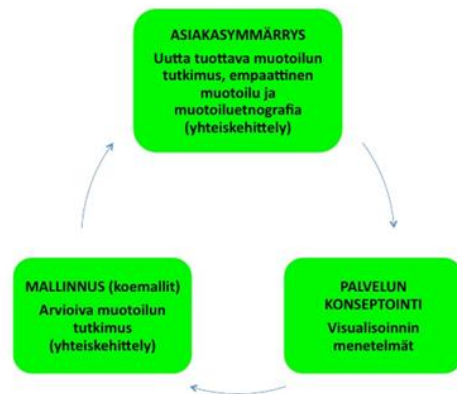 ASIAKASYMMÄRRYS
Uutta tuottava muotoilun
tutkimus, empaattinen
muotoilu ja
muotoiluetnografia
(yhteiskehittely)
MALLINNUS (koemallit)
Arvioiva muotoilun
tutkimus
(yhteiskehittely)
PALVELUN
KONSEPTOINTI
Visualisoinnin
menetelmät